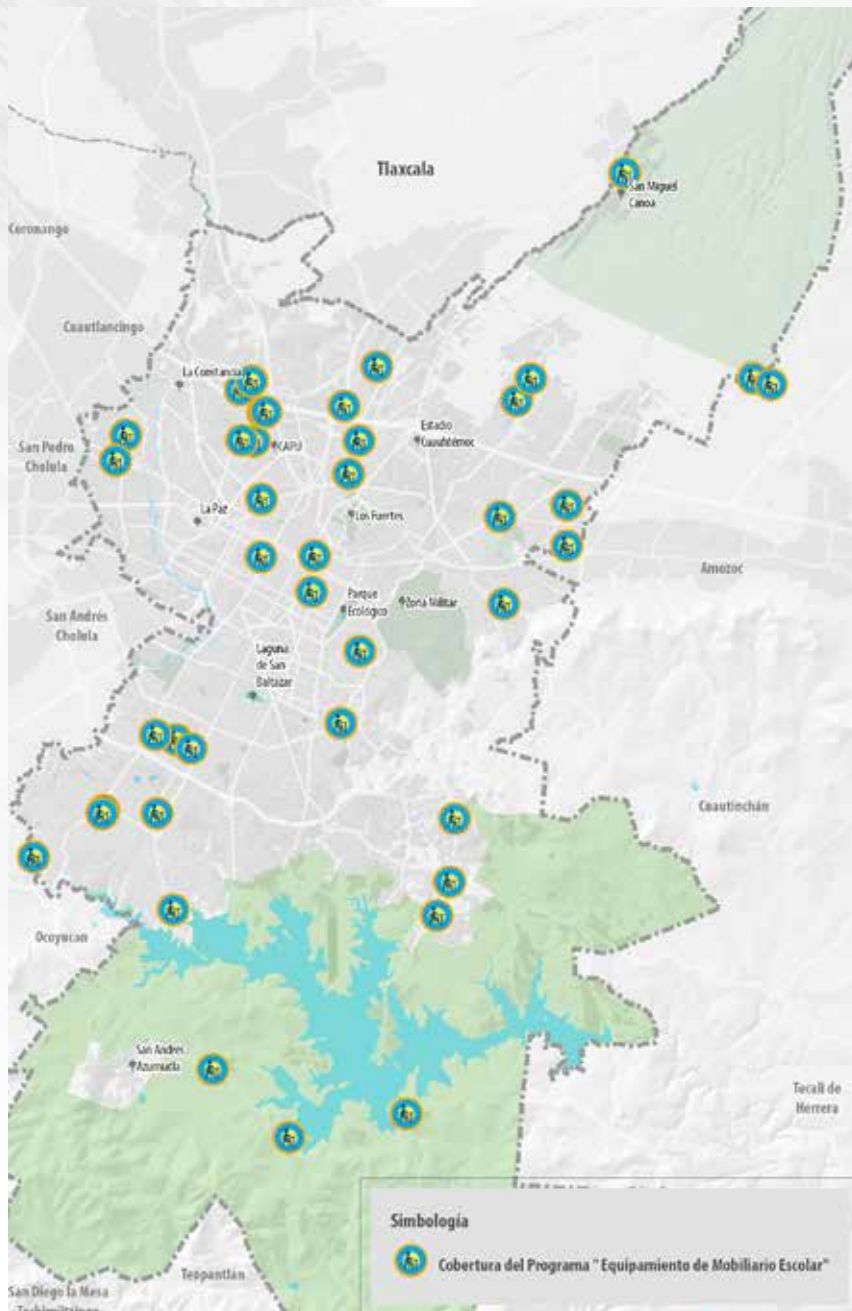 Tlaxcala
San Miguel
Canoa
Coronango
Cuautlancingo
La Constancia
San Pedro
Cholula
CAPU
Estadio
Cuauhtémoc
La Paz
Los Fuertes
Amozoc
San Andrés
Cholula
Parque
Ecológico
Zona Militar
Laguna
de San
Baltazar
Cuautinchán
Ocoyucan
San Andrés
Azumiatla
Tecali de
Herrera
Simbología
Cobertura del Programa "Equipamiento de Mobiliario Escolar"
Teopantlán
San Diego la Mesa